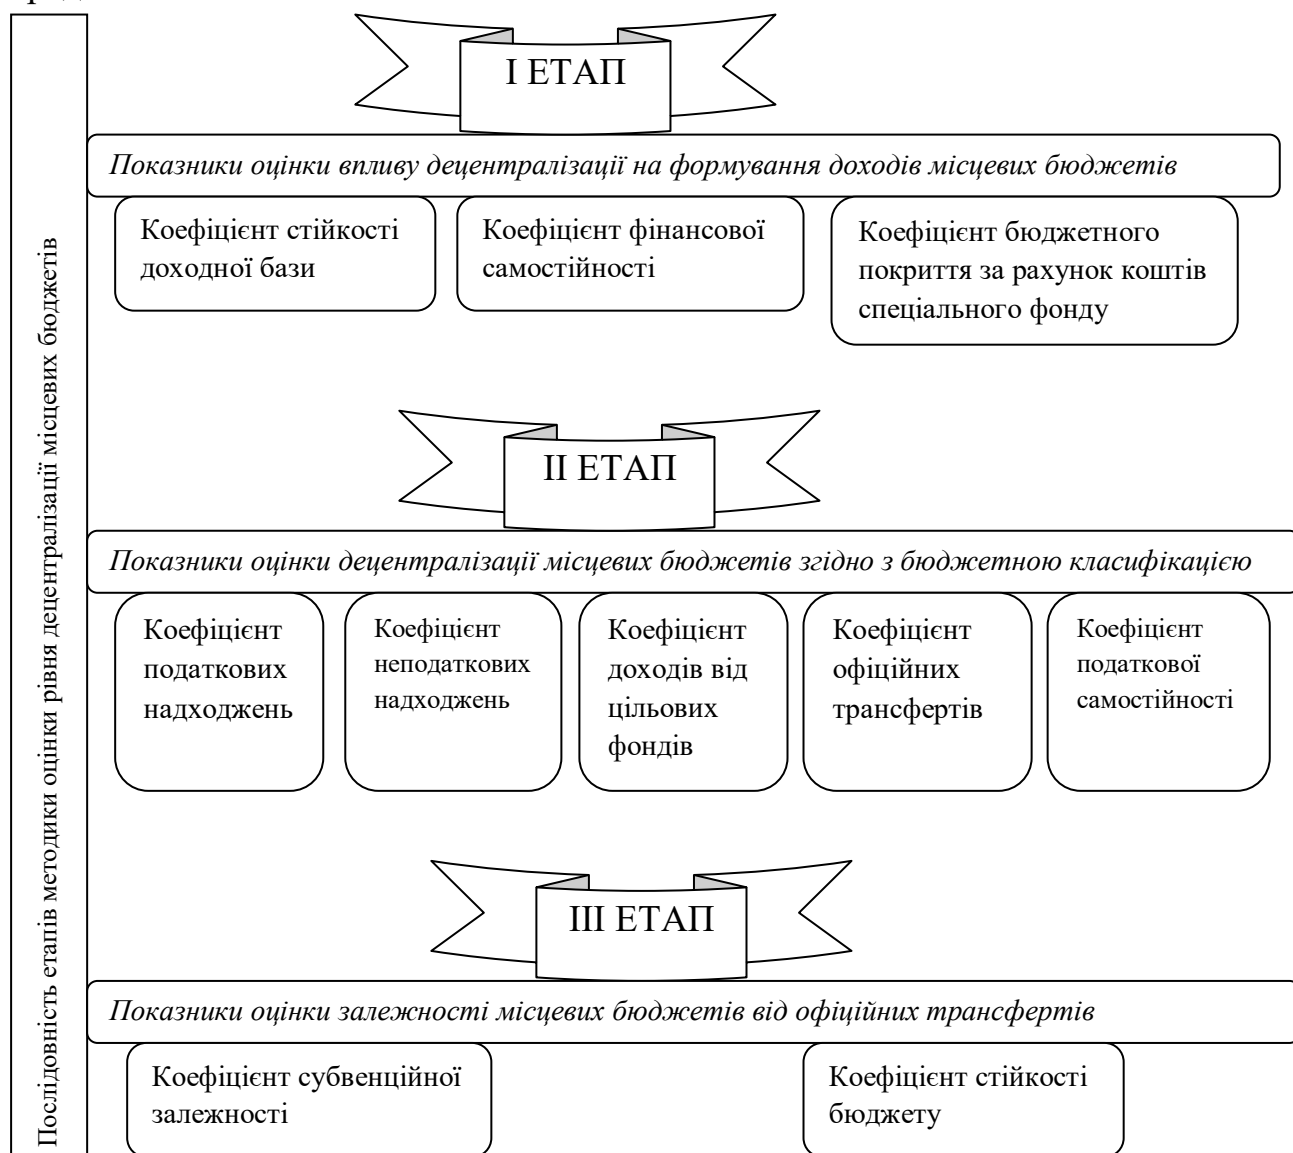 Послідовність етапів методики оцінки рівня децентралізації місцевих бюджетів
І ЕТАП
Показники оцінки впливу децентралізації на формування доходів місцевих бюджетів
Коефіцієнт стійкості
доходної бази
Коефіцієнт фінансової
самостійності
Коефіцієнт бюджетного
покриття за рахунок коштів
спеціального фонду
ІІ ЕТАП
Показники оцінки децентралізації місцевих бюджетів згідно з бюджетною класифікацією
Коефіцієнт
податкових
надходжень
Коефіцієнт
неподаткових
надходжень
Коефіцієнт
доходів від
цільових
фондів
Коефіцієнт
офіційних
трансфертів
Коефіцієнт
податкової
самостійності
ІІІ ЕТАП
Показники оцінки залежності місцевих бюджетів від офіційних трансфертів
Коефіцієнт субвенційної
залежності
Коефіцієнт стійкості
бюджету